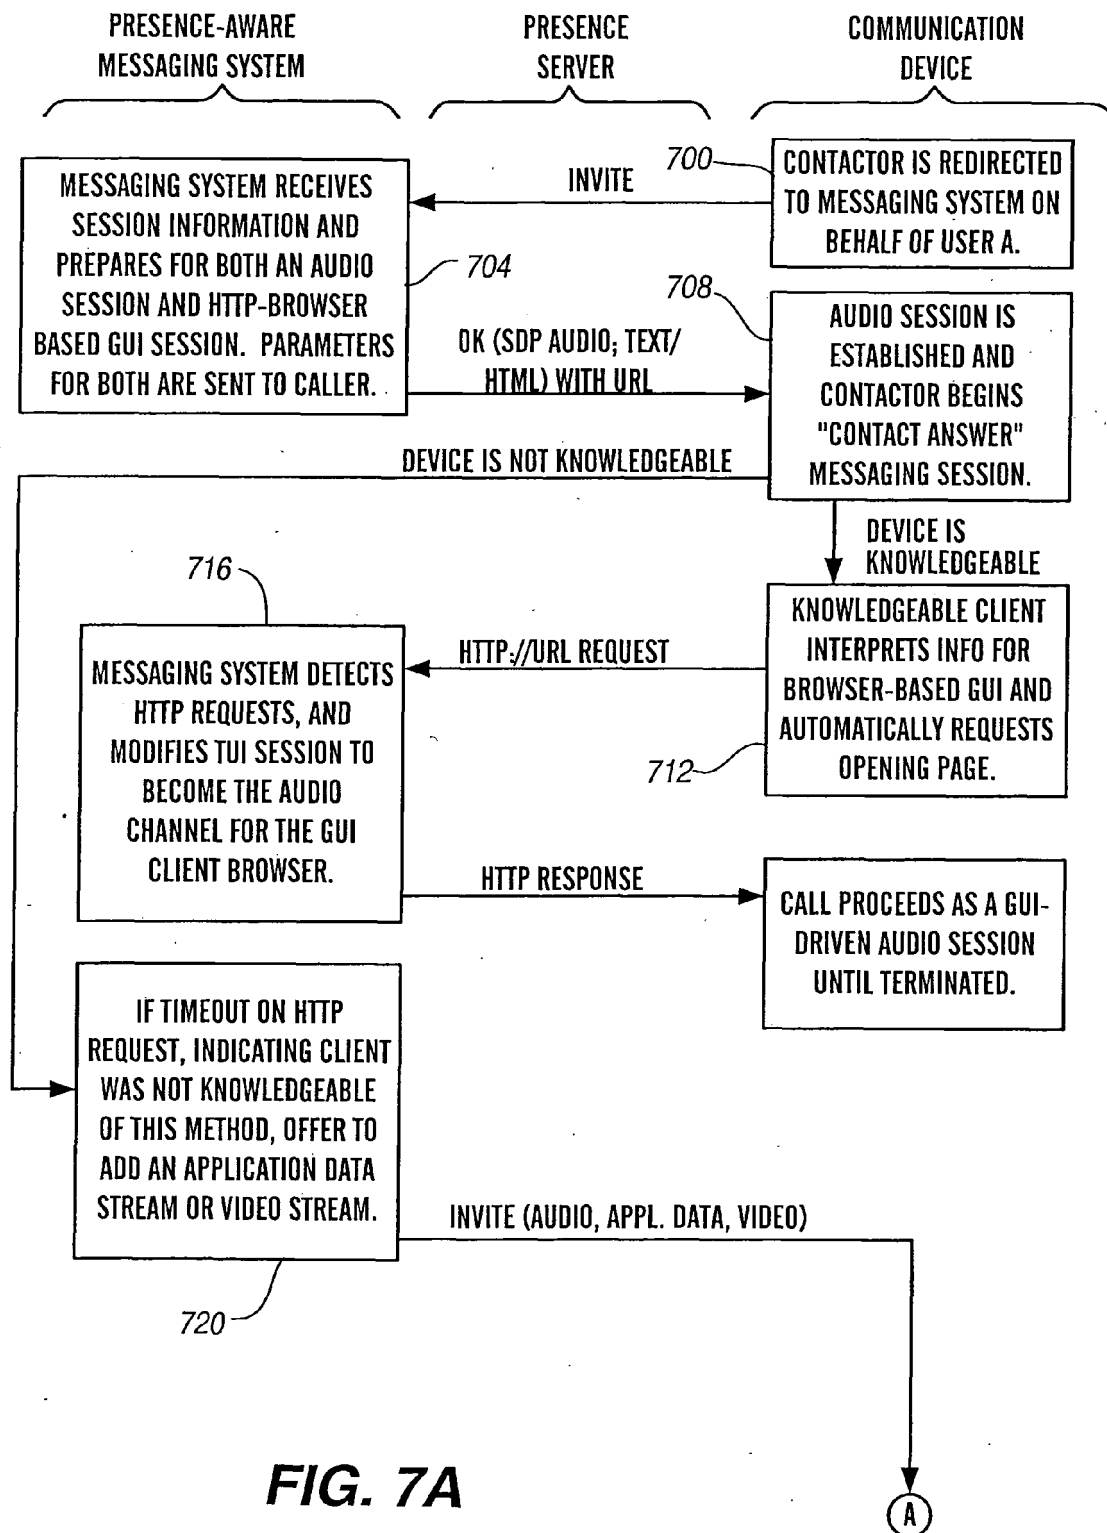 PRESENCE-AWARE
MESSAGING SYSTEM
PRESENCE
SERVER
COMMUNICATION
DEVICE
700
CONTACTOR IS REDIRECTED
TO MESSAGING SYSTEM ON
BEHALF OF USER A.
INVITE
MESSAGING SYSTEM RECEIVES
SESSION INFORMATION AND
PREPARES FOR BOTH AN AUDIO
SESSION AND HTTP-BROWSER
BASED GUI SESSION. PARAMETERS
FOR BOTH ARE SENT TO CALLER.
704
OK (SDP AUDIO; TEXT/
HTML) WITH URL
708
AUDIO SESSION IS
ESTABLISHED AND
CONTACTOR BEGINS
"CONTACT ANSWER"
MESSAGING SESSION.
DEVICE IS NOT KNOWLEDGEABLE
DEVICE IS
KNOWLEDGEABLE
KNOWLEDGEABLE CLIENT
INTERPRETS INFO FOR
BROWSER-BASED GUI AND
AUTOMATICALLY REQUESTS
OPENING PAGE.
712
HTTP://URL REQUEST
716
MESSAGING SYSTEM DETECTS
HTTP REQUESTS, AND
MODIFIES TUI SESSION TO
BECOME THE AUDIO
CHANNEL FOR THE GUI
CLIENT BROWSER.
HTTP RESPONSE
CALL PROCEEDS AS A GUI-
DRIVEN AUDIO SESSION
UNTIL TERMINATED.
IF TIMEOUT ON HTTP
REQUEST, INDICATING CLIENT
WAS NOT KNOWLEDGEABLE
OF THIS METHOD, OFFER TO
ADD AN APPLICATION DATA
STREAM OR VIDEO STREAM.
720
INVITE (AUDIO, APPL. DATA, VIDEO)
A
FIG. 7A